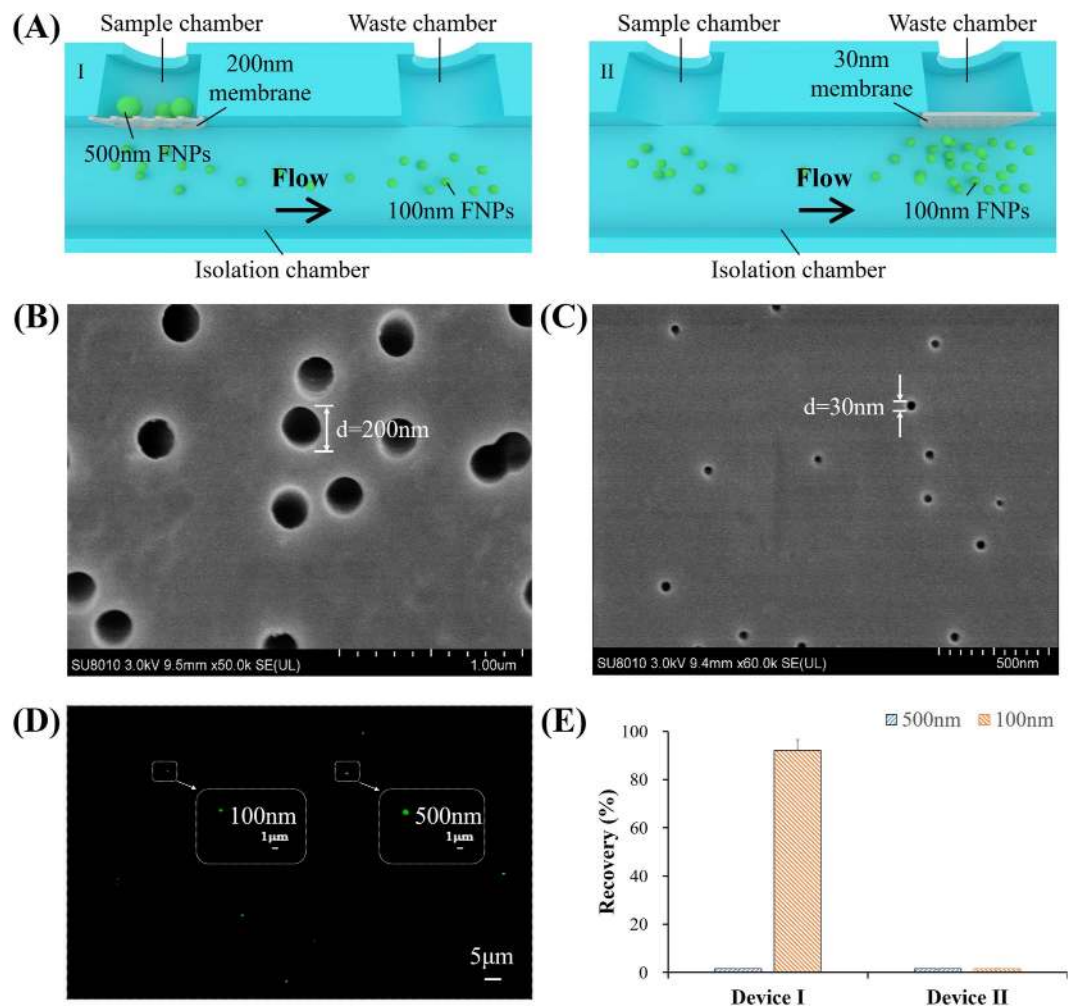 (A)
Sample chamber
Waste chamber
I
200nm
membrane
500nm FNPs
Flow
100nm FNPs
Isolation chamber
Sample chamber
Waste chamber
II
30nm
membrane
Flow
100nm FNPs
Isolation chamber
(B)
d=200nm
SU8010 3.0kV 9.5mm x50.0k SE(UL)
1.00um
(C)
d=30nm
SU8010 3.0kV 9.4mm x60.0k SE(UL)
500nm
(D)
100nm
1μm
500nm
1μm
5μm
(E)
500nm
100nm
Recovery (%)
100
80
60
40
20
0
Device I
Device II